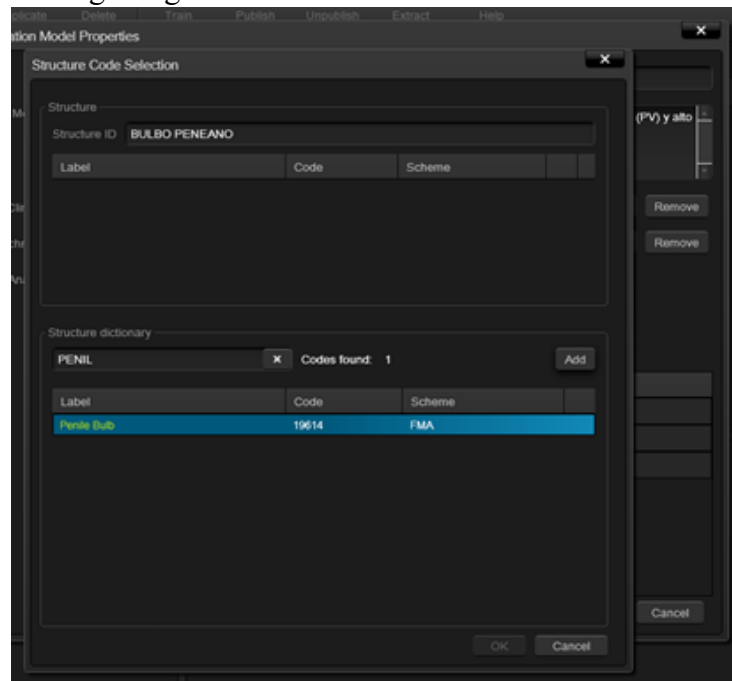 Delete Train Publish Unpublish Extract Help
Model Properties
Structure Code Selection
Structure
Structure ID BULBO PENEANO
(PV) y alto
Label Code Scheme
Remove
Remove
Structure dictionary
PENIL Codes found: 1 Add
Label Code Scheme
Penile Bulb 19614 FMA
Cancel
OK Cancel